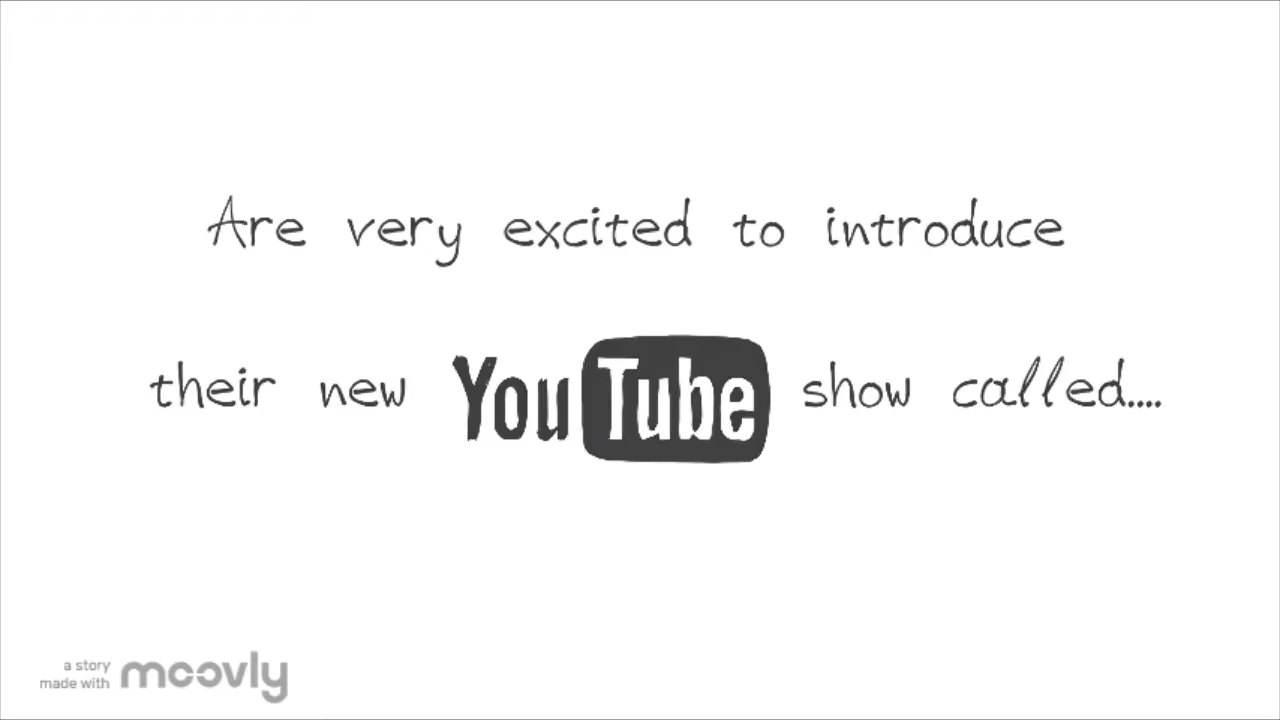 Are very excited to introduce
their new YouTube show called....
a story
made with moovly